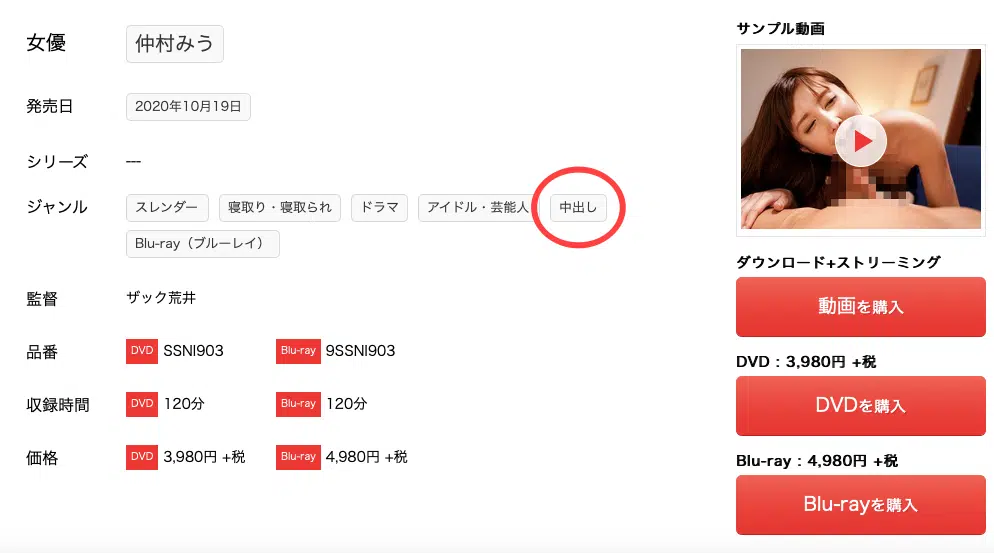 女優 仲村みう
発売日 2020年10月19日
シリーズ ---
ジャンル スレンダー 寝取り・寝取られ ドラマ アイドル・芸能人 中出し
Blu-ray（ブルーレイ）
監督 ザック荒井
品番 DVD SSNI903 Blu-ray 9SSNI903
収録時間 DVD 120分 Blu-ray 120分
価格 DVD 3,980円 +税 Blu-ray 4,980円 +税
サンプル動画
ダウンロード+ストリーミング
動画を購入
DVD : 3,980円 +税
DVDを購入
Blu-ray : 4,980円 +税
Blu-rayを購入